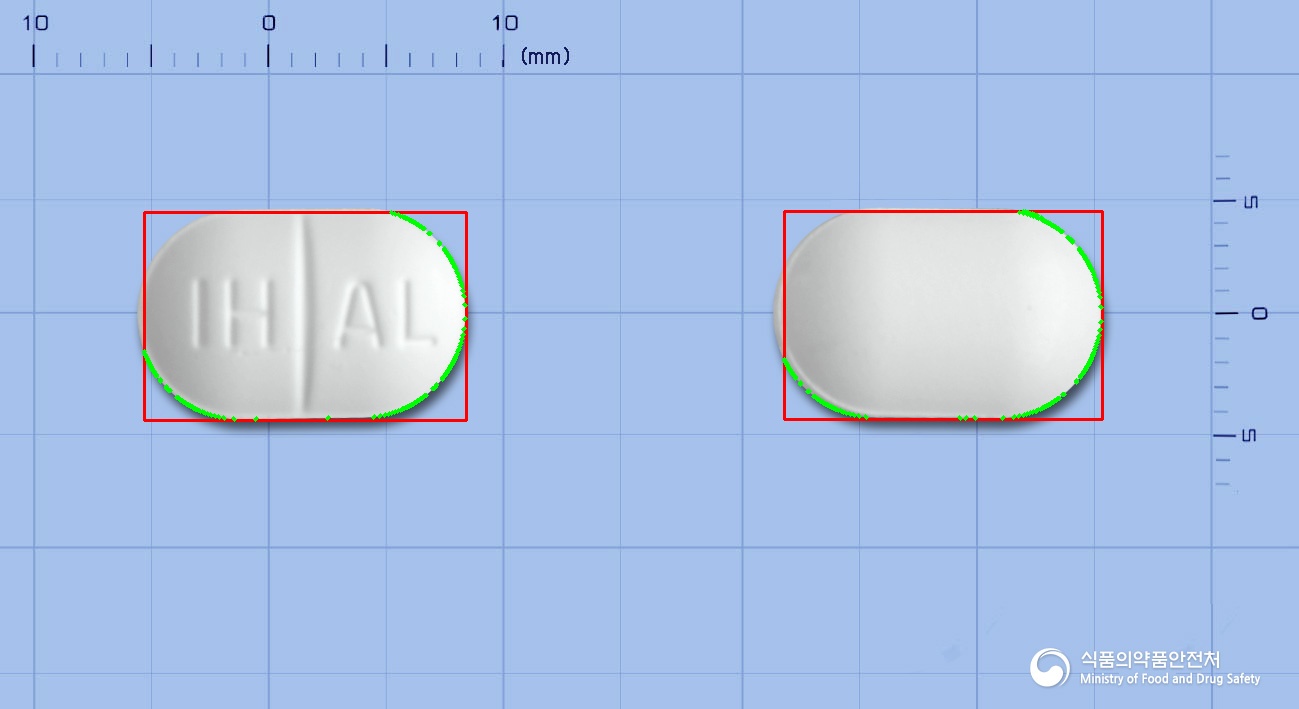 10 0 10
(mm)
5
IH AL
0
5
식품의약품안전처
Ministry of Food and Drug Safety